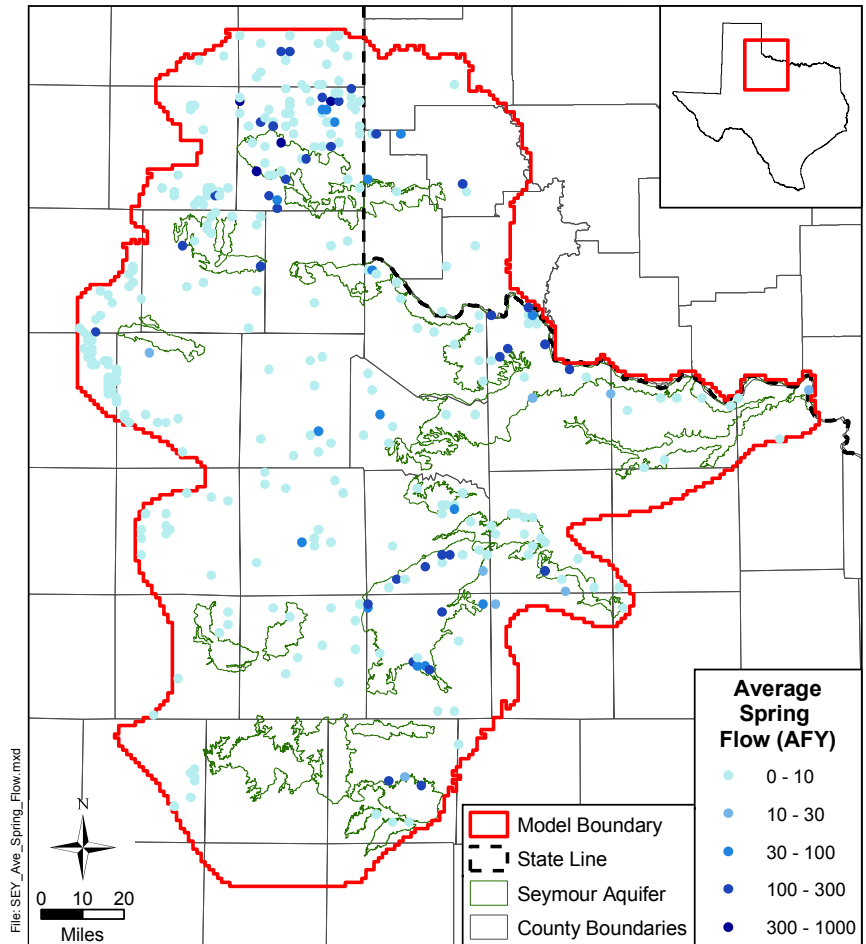 Average
Spring
Flow (AFY)
0 - 10
10 - 30
30 - 100
100 - 300
300 - 1000
Model Boundary
State Line
Seymour Aquifer
County Boundaries
N
0 10 20
Miles
File: SEY_Ave_Spring_Flow.mxd